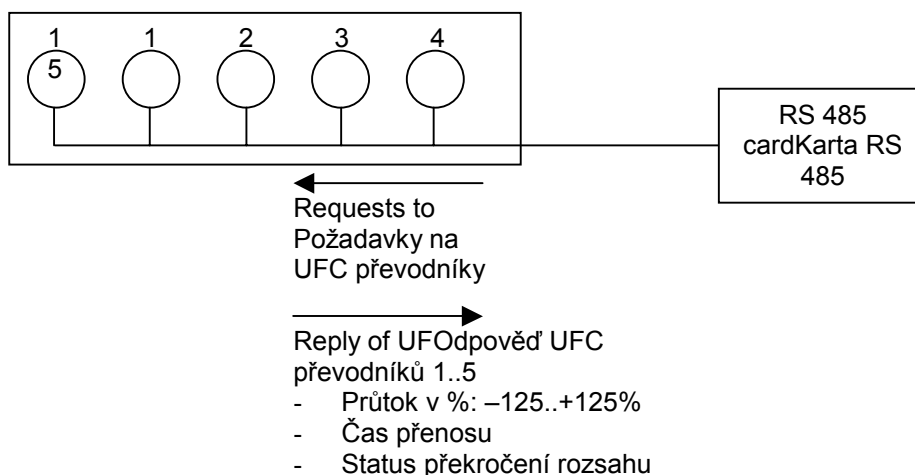 1 1 2 3 4
5
RS 485
cardKarta RS
485
Requests to
Požadavky na
UFC převodníky
Reply of UFOdpověď UFC
převodníků 1..5
- Průtok v %: –125..+125%
- Čas přenosu
- Status překročení rozsahu